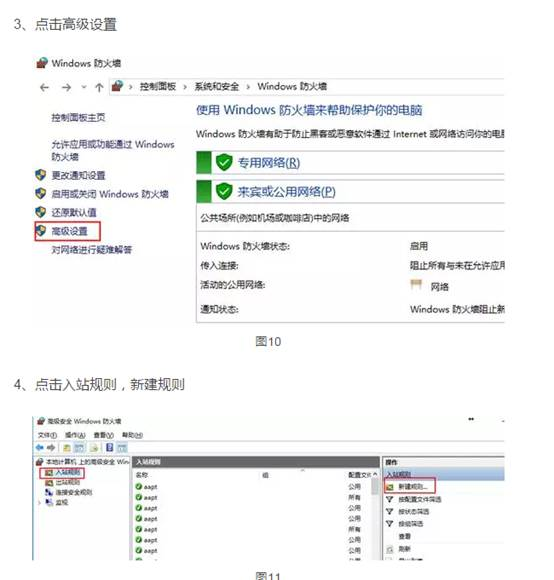 3、点击高级设置
Windows 防火墙
控制面板 › 系统和安全 › Windows 防火墙
控制面板主页
允许应用或功能通过 Windows
防火墙
更改通知设置
启用或关闭 Windows 防火墙
还原默认值
高级设置
对网络进行疑难解答
使用 Windows 防火墙来帮助保护你的电脑
Windows 防火墙有助于防止黑客或恶意软件通过 Internet 或网络访问你的电脑
专用网络(R)
来宾或公用网络(P)
公共场所(例如机场或咖啡店)中的网络
Windows 防火墙状态: 启用
传入连接: 阻止所有与未在允许应用
活动的公用网络: 网络
通知状态: Windows 防火墙阻止新
图10
4、点击入站规则，新建规则
高级安全 Windows 防火墙
文件(F) 操作(A) 查看(V) 帮助(H)
本地计算机 上的高级安全 Win
入站规则
出站规则
连接安全规则
监视
入站规则
名称 组 配置文件
aapt 公用
aapt 所有
aapt 公用
aapt 所有
aapt 公用
aapt 公用
操作
入站规则
新建规则...
按配置文件筛选
按状态筛选
按组筛选
查看
刷新
图11